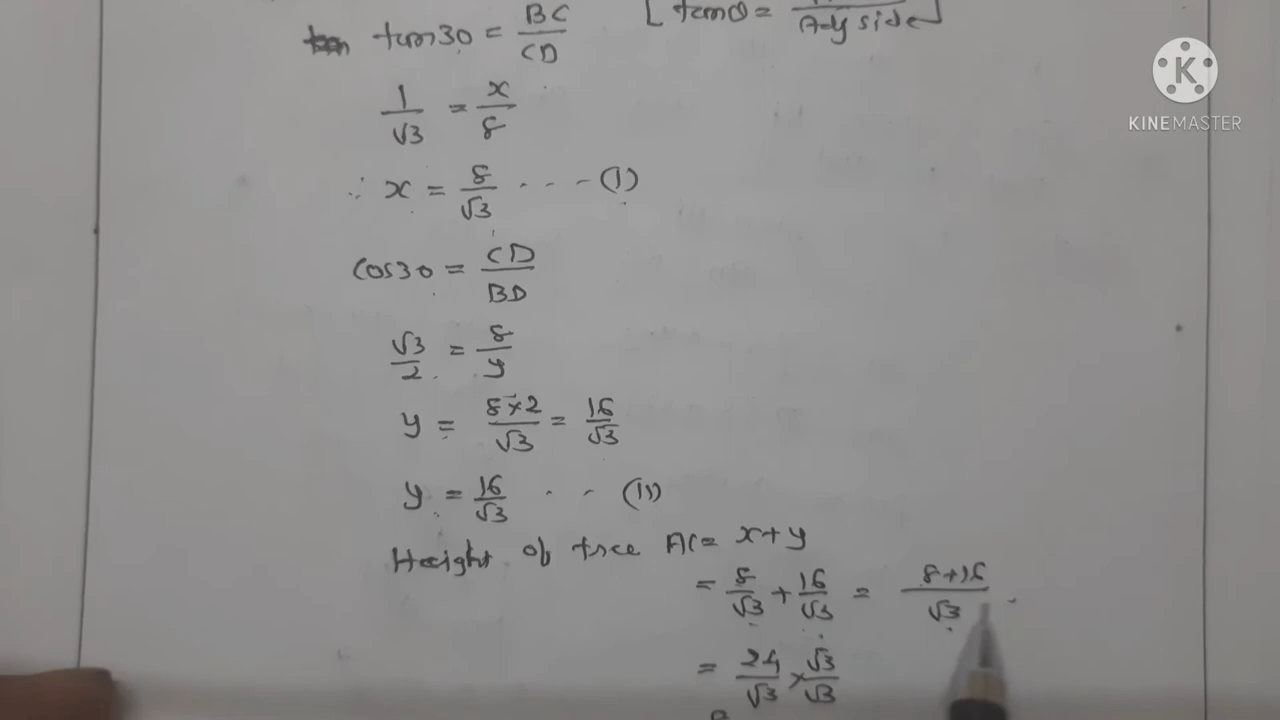 tan30 = BC/CD [tanθ = /Adj side]
1/√3 = x/8
∴ x = 8/√3 ... (I)
cos30 = CD/BD
√3/2 = 8/y
y = 8×2/√3 = 16/√3
y = 16/√3 .. (II)
Height of tree AC = x+y
= 8/√3 + 16/√3 = 8+16/√3
= 24/√3 × √3/√3
K
KINEMASTER